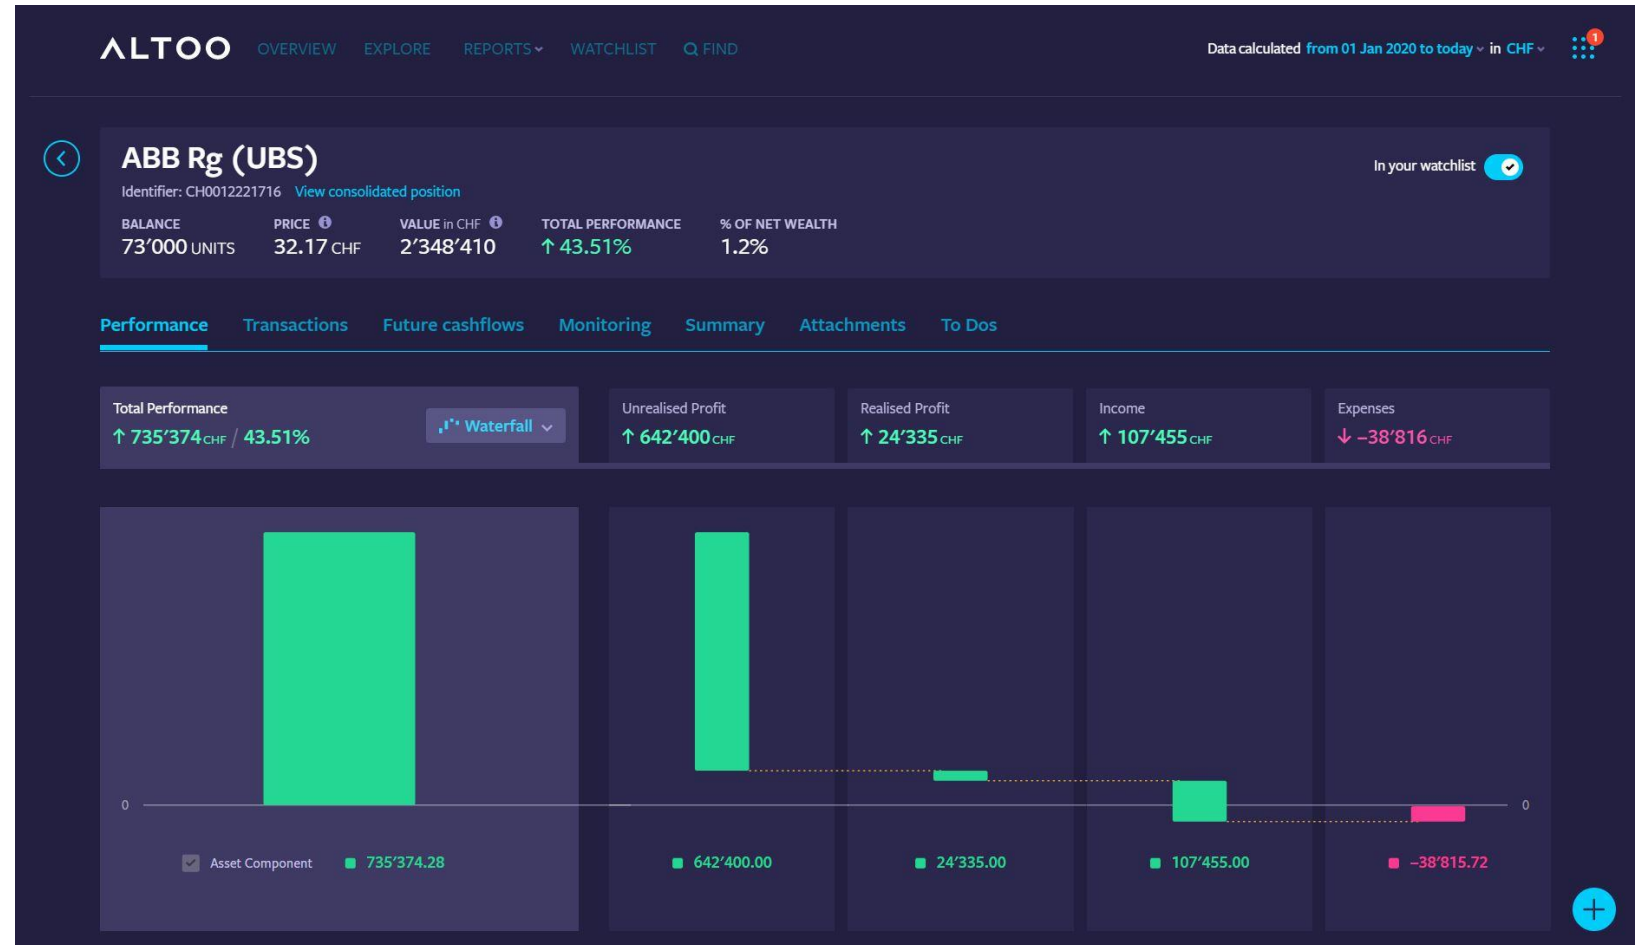 ALTOO OVERVIEW EXPLORE REPORTS WATCHLIST FIND Data calculated from 01 Jan 2020 to today in CHF 1
ABB Rg (UBS)
In your watchlist
Identifier: CH0012221716 View consolidated position
BALANCE PRICE VALUE in CHF TOTAL PERFORMANCE % OF NET WEALTH
73′000 UNITS 32.17 CHF 2′348′410 ↑ 43.51% 1.2%
Performance Transactions Future cashflows Monitoring Summary Attachments To Dos
Total Performance Unrealised Profit Realised Profit Income Expenses
↑ 735′374 CHF / 43.51% Waterfall ↑ 642′400 CHF ↑ 24′335 CHF ↑ 107′455 CHF ↓ −38′816 CHF
0 0
Asset Component 735′374.28 642′400.00 24′335.00 107′455.00 −38′815.72